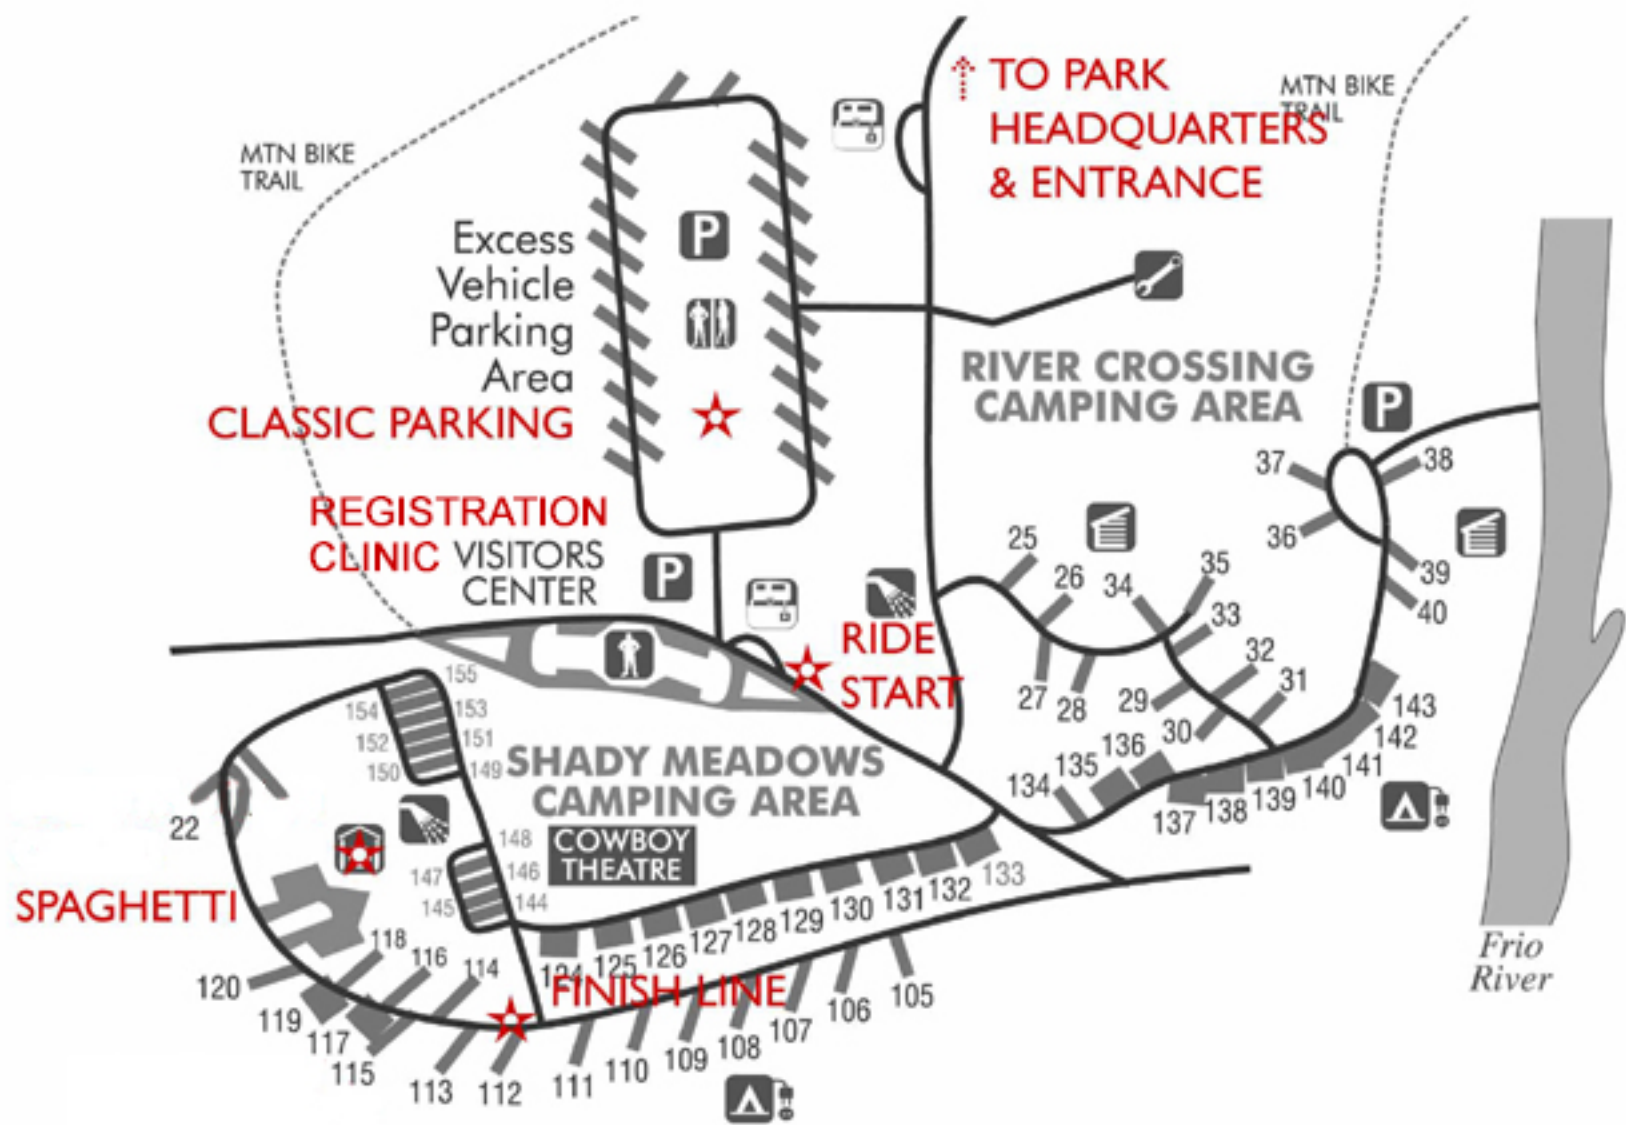 TO PARK
HEADQUARTERS
& ENTRANCE
MTN BIKE
TRAIL
MTN BIKE
TRAIL
P
Excess
Vehicle
Parking
Area
CLASSIC PARKING
RIVER CROSSING
CAMPING AREA
P
37
38
36
39
40
REGISTRATION
CLINIC VISITORS
CENTER
P
25
26
34
35
33
32
31
27
28
29
30
RIDE
START
155
154
153
152
151
150
149
SHADY MEADOWS
CAMPING AREA
COWBOY
THEATRE
143
142
141
140
139
138
137
136
135
134
22
148
147
146
145
144
133
132
131
130
129
128
127
126
125
124
SPAGHETTI
118
116
114
120
119
117
115
113
112
FINISH LINE
111
110
109
108
107
106
105
Frio
River